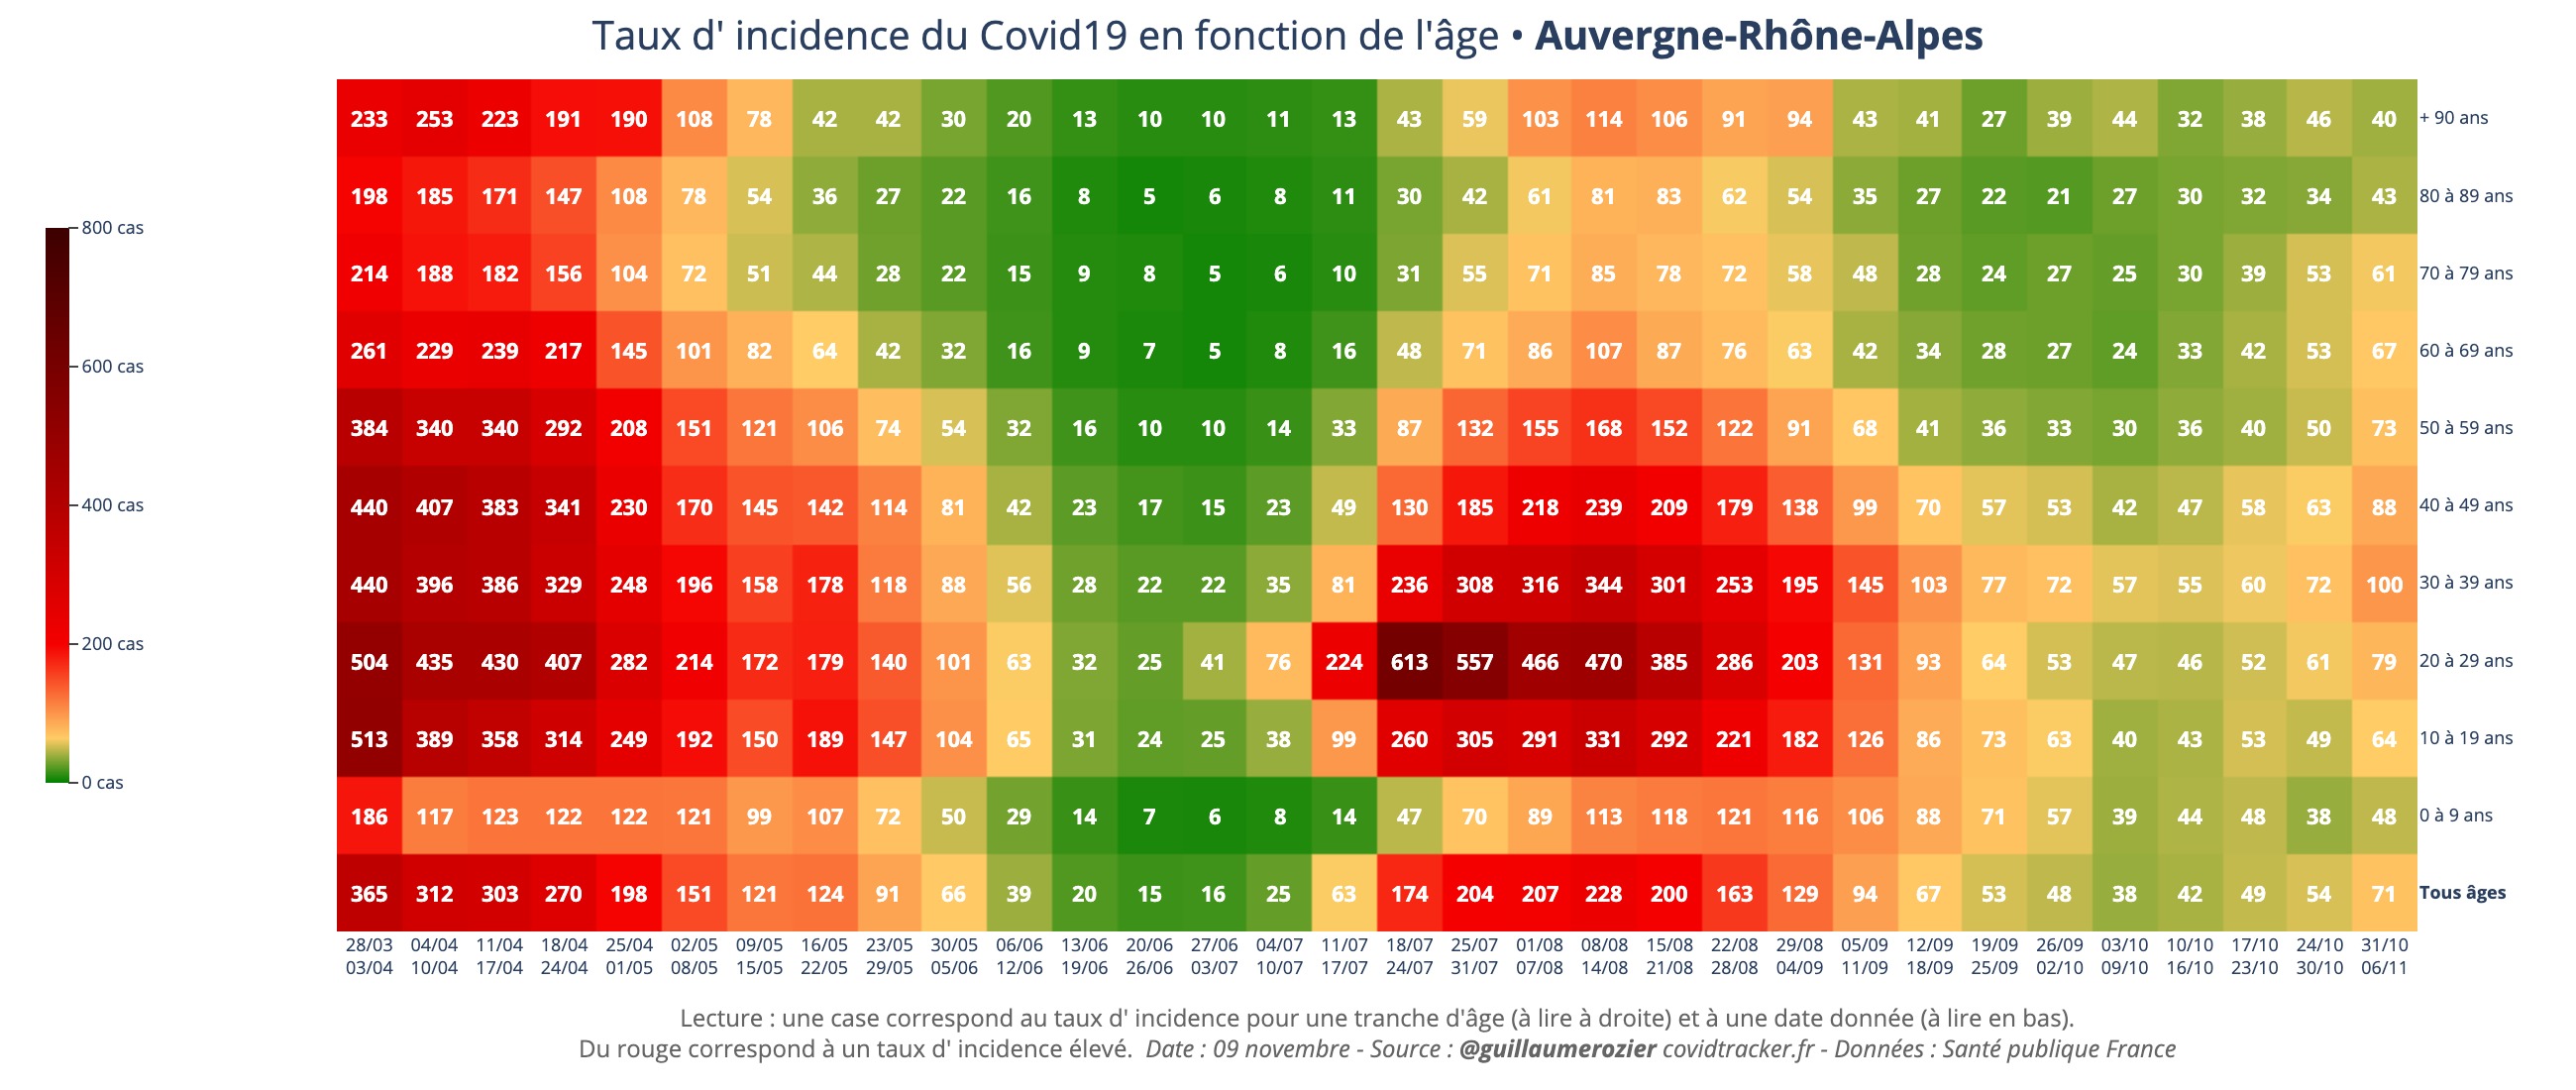 Taux d' incidence du Covid19 en fonction de l'âge • Auvergne-Rhône-Alpes
233 253 223 191 190 108 78 42 42 30 20 13 10 10 11 13 43 59 103 114 106 91 94 43 41 27 39 44 32 38 46 40 + 90 ans
198 185 171 147 108 78 54 36 27 22 16 8 5 6 8 11 30 42 61 81 83 62 54 35 27 22 21 27 30 32 34 43 80 à 89 ans
214 188 182 156 104 72 51 44 28 22 15 9 8 5 6 10 31 55 71 85 78 72 58 48 28 24 27 25 30 39 53 61 70 à 79 ans
261 229 239 217 145 101 82 64 42 32 16 9 7 5 8 16 48 71 86 107 87 76 63 42 34 28 27 24 33 42 53 67 60 à 69 ans
384 340 340 292 208 151 121 106 74 54 32 16 10 10 14 33 87 132 155 168 152 122 91 68 41 36 33 30 36 40 50 73 50 à 59 ans
440 407 383 341 230 170 145 142 114 81 42 23 17 15 23 49 130 185 218 239 209 179 138 99 70 57 53 42 47 58 63 88 40 à 49 ans
440 396 386 329 248 196 158 178 118 88 56 28 22 22 35 81 236 308 316 344 301 253 195 145 103 77 72 57 55 60 72 100 30 à 39 ans
504 435 430 407 282 214 172 179 140 101 63 32 25 41 76 224 613 557 466 470 385 286 203 131 93 64 53 47 46 52 61 79 20 à 29 ans
513 389 358 314 249 192 150 189 147 104 65 31 24 25 38 99 260 305 291 331 292 221 182 126 86 73 63 40 43 53 49 64 10 à 19 ans
186 117 123 122 122 121 99 107 72 50 29 14 7 6 8 14 47 70 89 113 118 121 116 106 88 71 57 39 44 48 38 48 0 à 9 ans
365 312 303 270 198 151 121 124 91 66 39 20 15 16 25 63 174 204 207 228 200 163 129 94 67 53 48 38 42 49 54 71 Tous âges
28/03 04/04 11/04 18/04 25/04 02/05 09/05 16/05 23/05 30/05 06/06 13/06 20/06 27/06 04/07 11/07 18/07 25/07 01/08 08/08 15/08 22/08 29/08 05/09 12/09 19/09 26/09 03/10 10/10 17/10 24/10 31/10
03/04 10/04 17/04 24/04 01/05 08/05 15/05 22/05 29/05 05/06 12/06 19/06 26/06 03/07 10/07 17/07 24/07 31/07 07/08 14/08 21/08 28/08 04/09 11/09 18/09 25/09 02/10 09/10 16/10 23/10 30/10 06/11
800 cas
600 cas
400 cas
200 cas
0 cas
Lecture : une case correspond au taux d' incidence pour une tranche d'âge (à lire à droite) et à une date donnée (à lire en bas).
Du rouge correspond à un taux d' incidence élevé. Date : 09 novembre - Source : @guillaumerozier covidtracker.fr - Données : Santé publique France